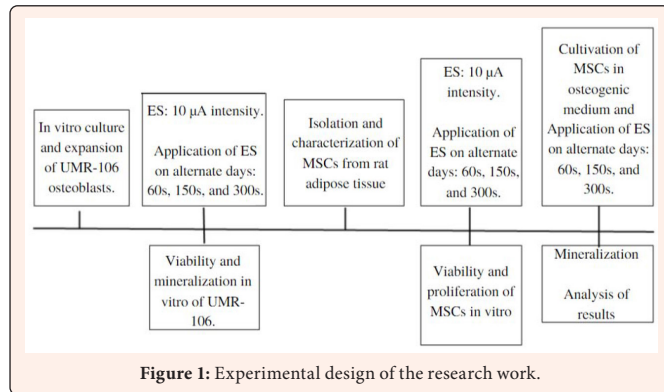 In vitro culture
and expansion
of UMR-106
osteoblasts.
ES: 10 μA intensity.
Application of ES
on alternate days:
60s, 150s, and 300s.
Isolation and
characterization of
MSCs from rat
adipose tissue
ES: 10 μA
intensity.
Application of
ES on alternate
days: 60s, 150s,
and 300s.
Cultivation of
MSCs in
osteogenic
medium and
Application of ES
on alternate days:
60s, 150s, and
300s.
Viability and
mineralization in
vitro of UMR-
106.
Viability and
proliferation of
MSCs in vitro
Mineralization
Analysis of
results
Figure 1: Experimental design of the research work.